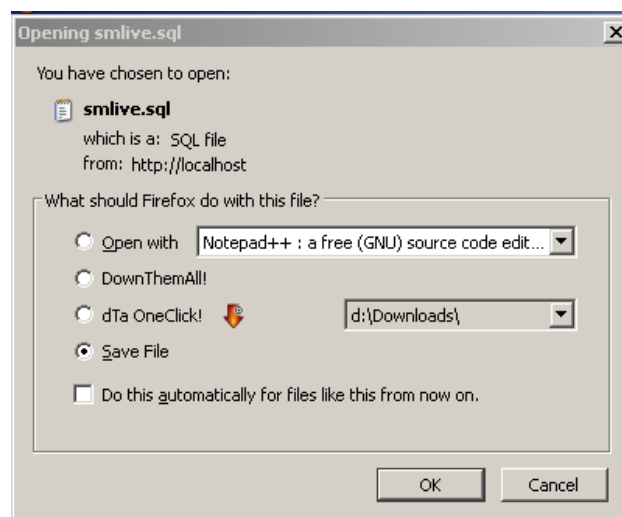 Opening smlive.sql
You have chosen to open:
smlive.sql
which is a: SQL file
from: http://localhost
What should Firefox do with this file?
Open with Notepad++ : a free (GNU) source code edit...
DownThemAll!
dTa OneClick! d:\Downloads\
Save File
Do this automatically for files like this from now on.
OK Cancel